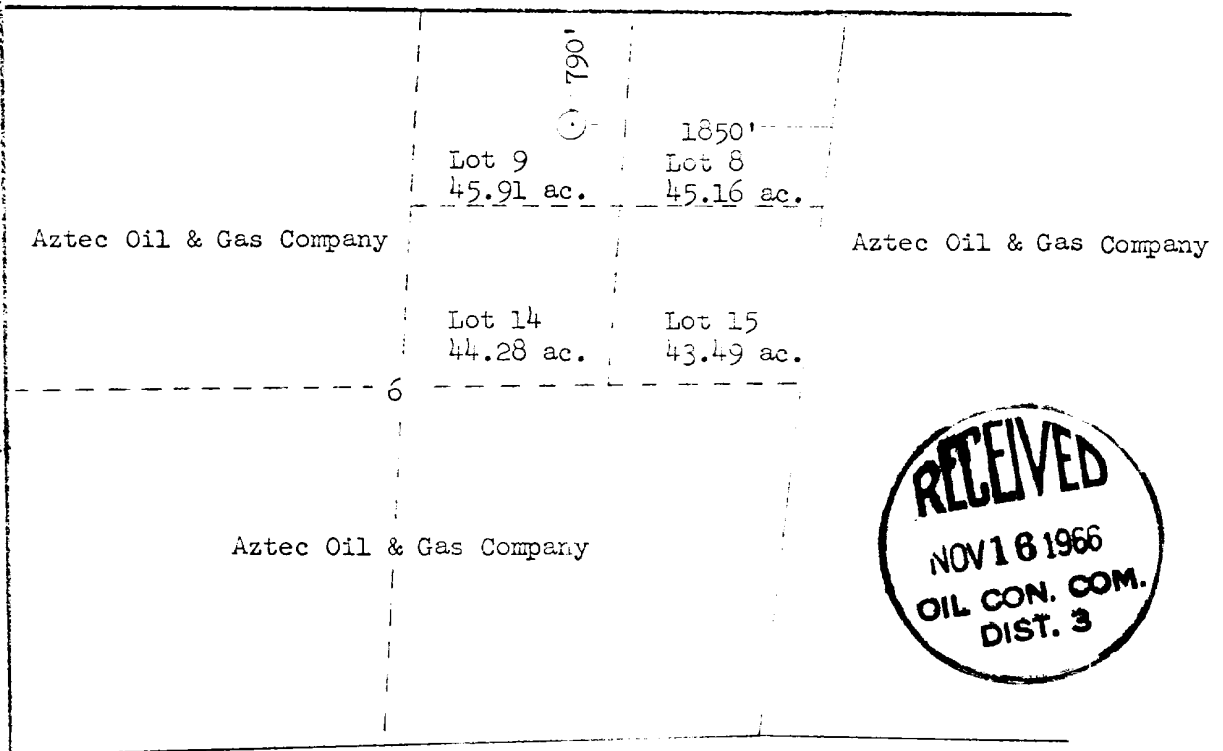 790'
1850'
Lot 9
45.91 ac.
Lot 8
45.16 ac.
Aztec Oil & Gas Company
Aztec Oil & Gas Company
Lot 14
44.28 ac.
Lot 15
43.49 ac.
6
Aztec Oil & Gas Company
RECEIVED
NOV 16 1966
OIL CON. COM.
DIST. 3